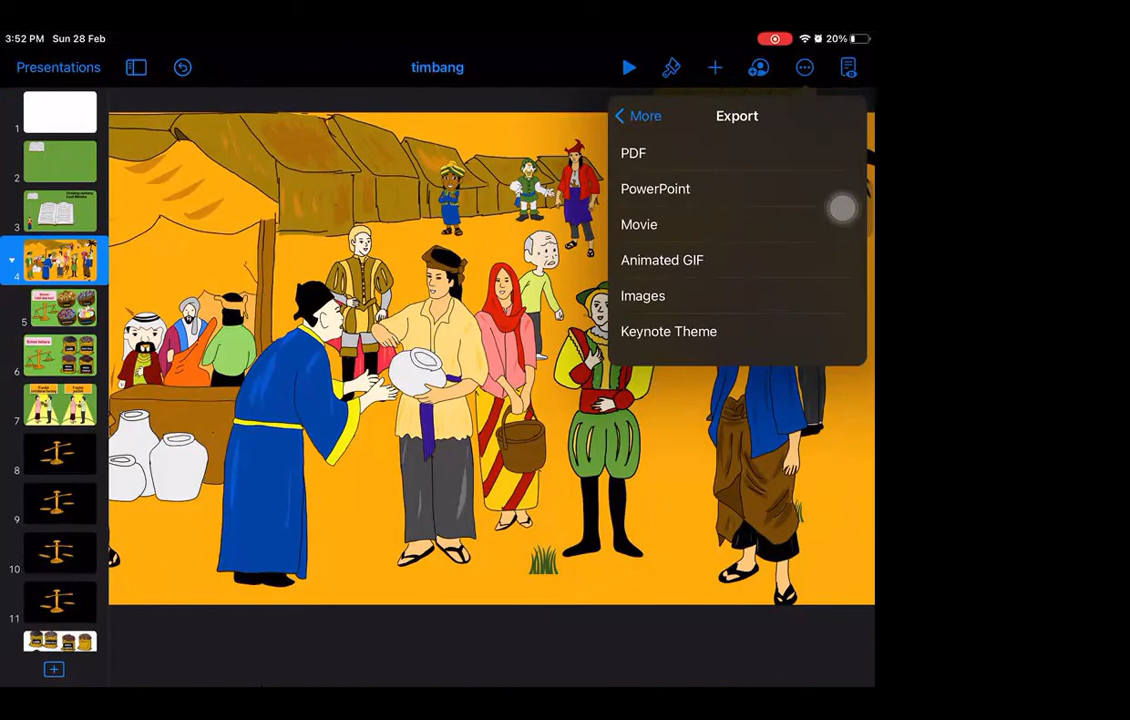 3:52 PM Sun 28 Feb
20%
Presentations
timbang
More
Export
PDF
PowerPoint
Movie
Animated GIF
Images
Keynote Theme
1
2
3
4
5
6
7
8
9
10
11